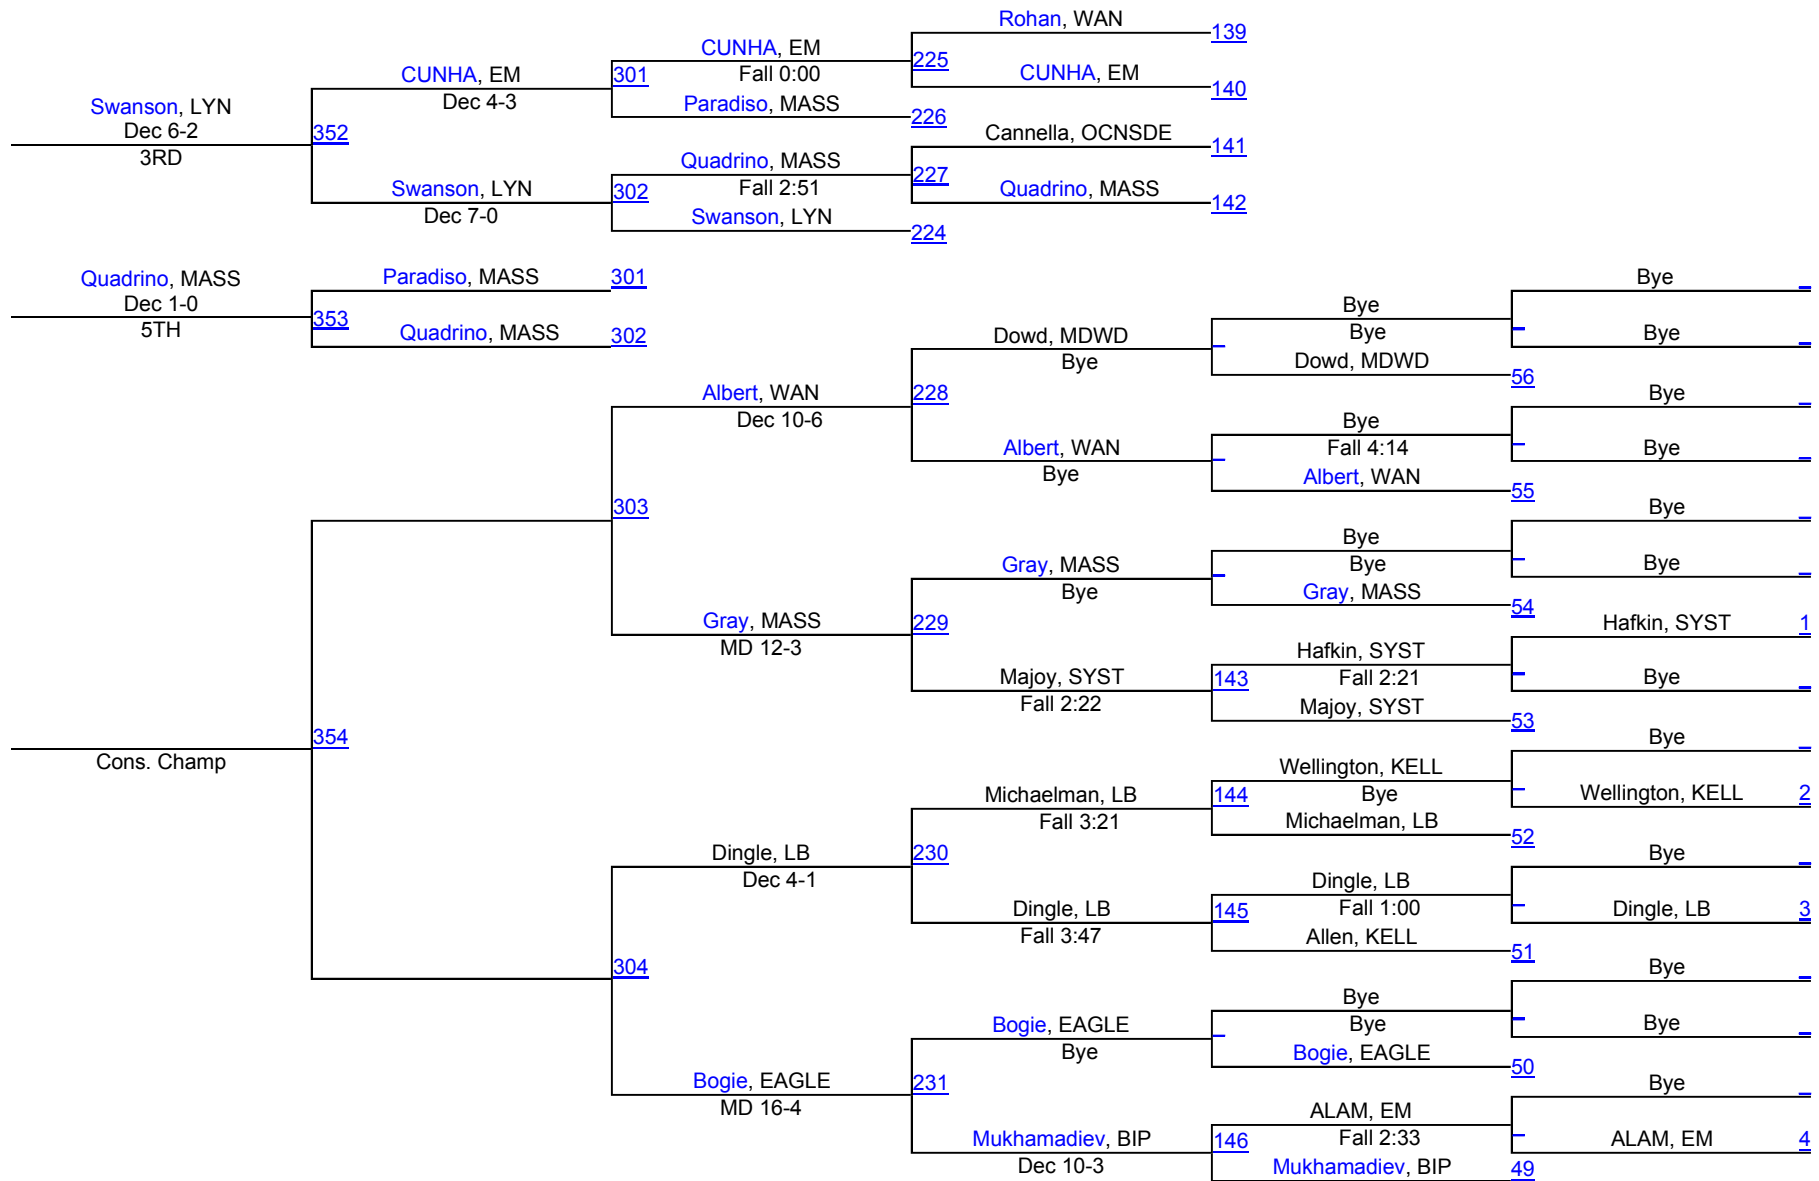 Rohan, WAN
139
CUNHA, EM
225
Fall 0:00
CUNHA, EM
140
CUNHA, EM
301
Dec 4-3
Paradiso, MASS
226
Swanson, LYN
352
Dec 6-2
3RD
Cannella, OCNSDE
141
Quadrino, MASS
227
Fall 2:51
Quadrino, MASS
142
Swanson, LYN
302
Dec 7-0
Swanson, LYN
224
Quadrino, MASS
Dec 1-0
353
5TH
Paradiso, MASS
301
Quadrino, MASS
302
Bye
Bye
Bye
Bye
Dowd, MDWD
Bye
Dowd, MDWD
56
Albert, WAN
228
Dec 10-6
Bye
Bye
Bye
Fall 4:14
Albert, WAN
Bye
Albert, WAN
55
303
Bye
Bye
Bye
Bye
Gray, MASS
Bye
Gray, MASS
54
Gray, MASS
229
MD 12-3
Hafkin, SYST
1
Hafkin, SYST
Fall 2:21
Bye
Majoy, SYST
143
Fall 2:22
Majoy, SYST
53
354
Cons. Champ
Bye
Wellington, KELL
Bye
Wellington, KELL
2
Michaelman, LB
144
Fall 3:21
Michaelman, LB
52
Dingle, LB
230
Dec 4-1
Bye
Dingle, LB
Fall 1:00
Dingle, LB
3
Dingle, LB
145
Fall 3:47
Allen, KELL
51
304
Bye
Bye
Bye
Bye
Bogie, EAGLE
Bye
Bogie, EAGLE
50
Bogie, EAGLE
231
MD 16-4
Bye
ALAM, EM
Fall 2:33
ALAM, EM
4
Mukhamadiev, BIP
146
Dec 10-3
Mukhamadiev, BIP
49